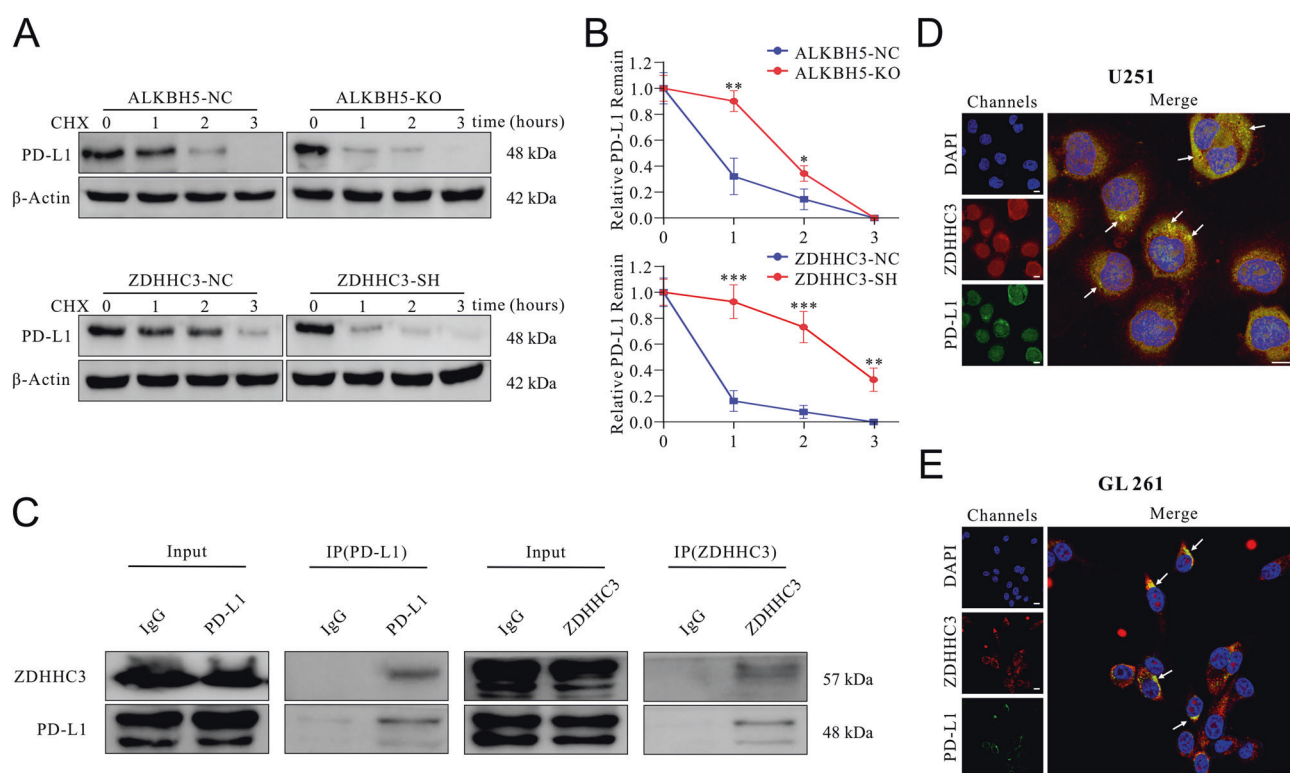 A
ALKBH5-NC
ALKBH5-KO
CHX 0 1 2 3 0 1 2 3 time (hours)
PD-L1 48 kDa
β-Actin 42 kDa
ZDHHC3-NC
ZDHHC3-SH
CHX 0 1 2 3 0 1 2 3 time (hours)
PD-L1 48 kDa
β-Actin 42 kDa
B
ALKBH5-NC
ALKBH5-KO
Relative PD-L1 Remain
1.2
1.0
0.8
0.6
0.4
0.2
0.0
** *
0 1 2 3
ZDHHC3-NC
ZDHHC3-SH
Relative PD-L1 Remain
1.2
1.0
0.8
0.6
0.4
0.2
0.0
*** *** **
0 1 2 3
C
Input IP(PD-L1) Input IP(ZDHHC3)
IgG PD-L1 IgG PD-L1 IgG ZDHHC3 IgG ZDHHC3
ZDHHC3 57 kDa
PD-L1 48 kDa
D
U251
Channels Merge
DAPI
ZDHHC3
PD-L1
E
GL 261
Channels Merge
DAPI
ZDHHC3
PD-L1